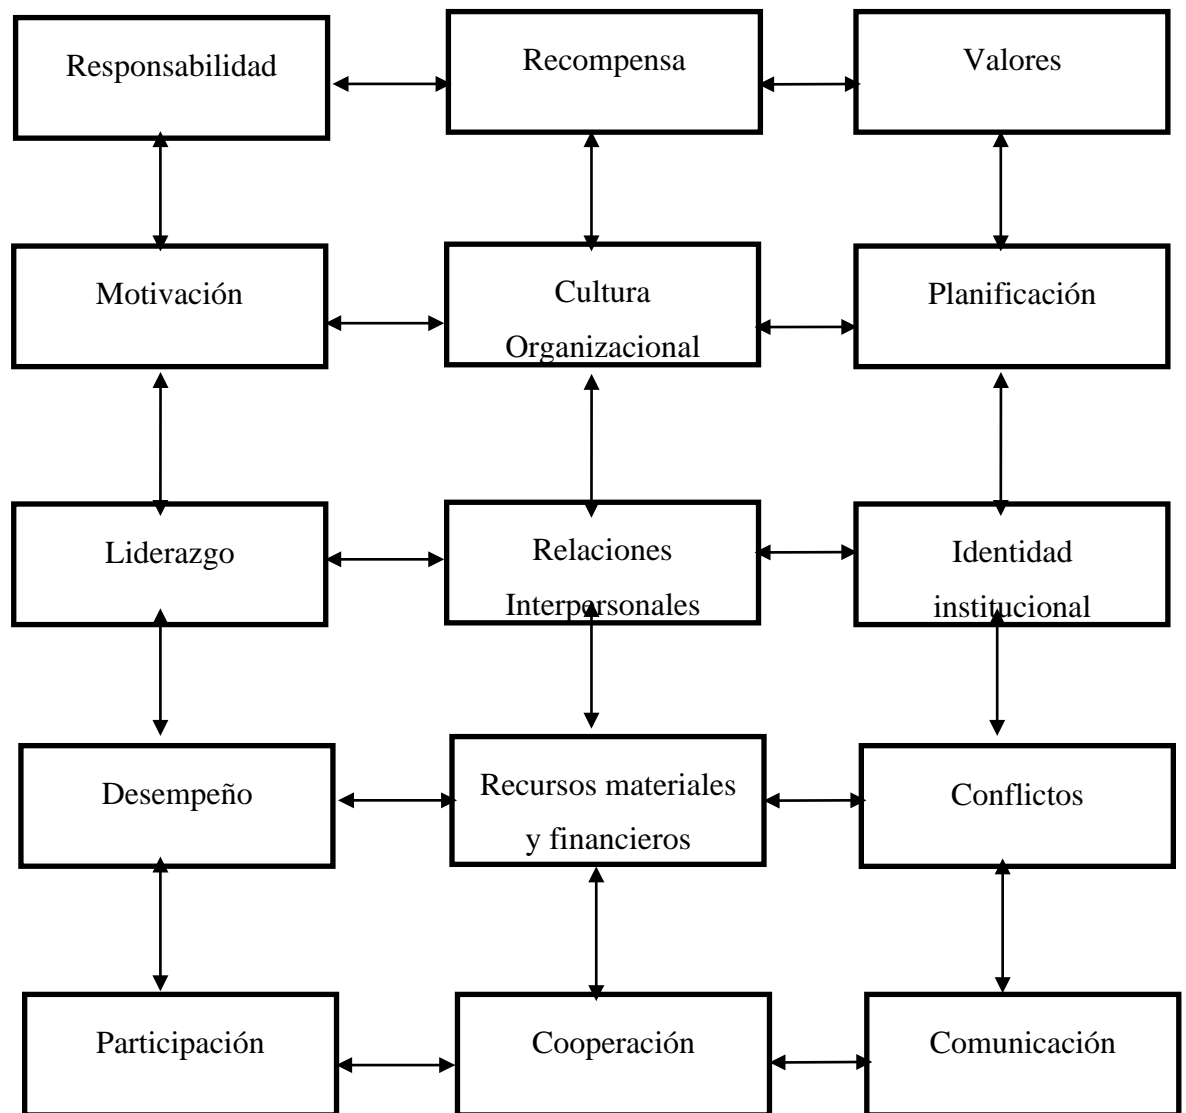 Responsabilidad
Recompensa
Valores
Motivación
Cultura
Organizacional
Planificación
Liderazgo
Relaciones
Interpersonales
Identidad
institucional
Desempeño
Recursos materiales
y financieros
Conflictos
Participación
Cooperación
Comunicación